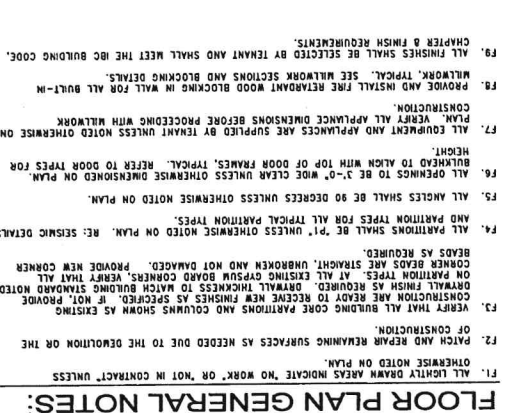 FLOOR PLAN GENERAL NOTES:
F1. ALL LIGHTLY DRAWN AREAS INDICATE "NO WORK" OR "NOT IN CONTRACT" UNLESS
OTHERWISE NOTED ON PLAN.
F2. PATCH AND REPAIR REMAINING SURFACES AS NEEDED DUE TO THE DEMOLITION OR THE
OF CONSTRUCTION.
F3. VERIFY THAT ALL BUILDING CORE PARTITIONS AND COLUMNS SHOWN AS EXISTING
CONSTRUCTION ARE READY TO RECEIVE NEW FINISHES AS SPECIFIED. IF NOT, PROVIDE
DRYWALL FINISH AS REQUIRED. DRYWALL THICKNESS TO MATCH BUILDING STANDARD NOTED
ON PARTITION TYPES. AT ALL EXISTING GYPSUM BOARD CORNERS, VERIFY THAT ALL
CORNER BEADS ARE STRAIGHT, UNBROKEN AND NOT DAMAGED. PROVIDE NEW CORNER
BEADS AS REQUIRED.
F4. ALL PARTITIONS SHALL BE "P1" UNLESS OTHERWISE NOTED ON PLAN. RE: SEISMIC DETAILS
AND PARTITION TYPES FOR ALL TYPICAL PARTITION TYPES.
F5. ALL ANGLES SHALL BE 90 DEGREES UNLESS OTHERWISE NOTED ON PLAN.
F6. ALL OPENINGS TO BE 3'-0" WIDE CLEAR UNLESS OTHERWISE DIMENSIONED ON PLAN.
BULKHEAD TO ALIGN WITH TOP OF DOOR FRAMES, TYPICAL. REFER TO DOOR TYPES FOR
HEIGHT.
F7. ALL EQUIPMENT AND APPLIANCES ARE SUPPLIED BY TENANT UNLESS NOTED OTHERWISE ON
PLAN. VERIFY ALL APPLIANCE DIMENSIONS BEFORE PROCEEDING WITH MILLWORK
CONSTRUCTION.
F8. PROVIDE AND INSTALL FIRE RETARDANT WOOD BLOCKING IN WALL FOR ALL BUILT-IN
MILLWORK, TYPICAL. SEE MILLWORK SECTIONS AND BLOCKING DETAILS.
F9. ALL FINISHES SHALL BE SELECTED BY TENANT AND SHALL MEET THE IBC BUILDING CODE,
CHAPTER 8 FINISH REQUIREMENTS.